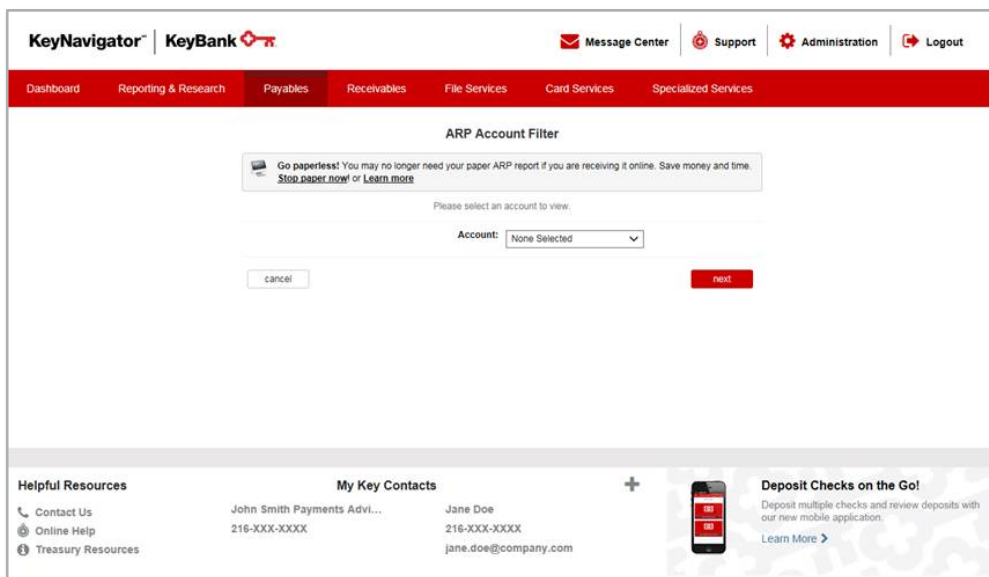 KeyNavigator℠ | KeyBank
Message Center
Support
Administration
Logout
Dashboard
Reporting & Research
Payables
Receivables
File Services
Card Services
Specialized Services
ARP Account Filter
Go paperless! You may no longer need your paper ARP report if you are receiving it online. Save money and time.
Stop paper now! or Learn more
Please select an account to view.
Account: None Selected
cancel
next
Helpful Resources
Contact Us
Online Help
Treasury Resources
My Key Contacts
John Smith Payments Advi...
216-XXX-XXXX
Jane Doe
216-XXX-XXXX
jane.doe@company.com
Deposit Checks on the Go!
Deposit multiple checks and review deposits with
our new mobile application.
Learn More